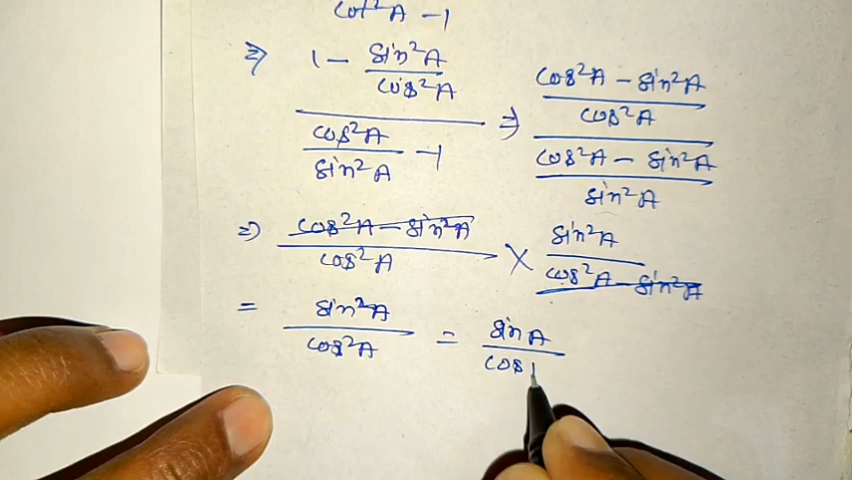 cot²A - 1
⇒ (1 - sin²A/cos²A) / (cos²A/sin²A - 1) ⇒ ((cos²A - sin²A)/cos²A) / ((cos²A - sin²A)/sin²A)
⇒ (cos²A - sin²A)/cos²A × sin²A/(cos²A - sin²A)
= sin²A/cos²A = sinA/cos